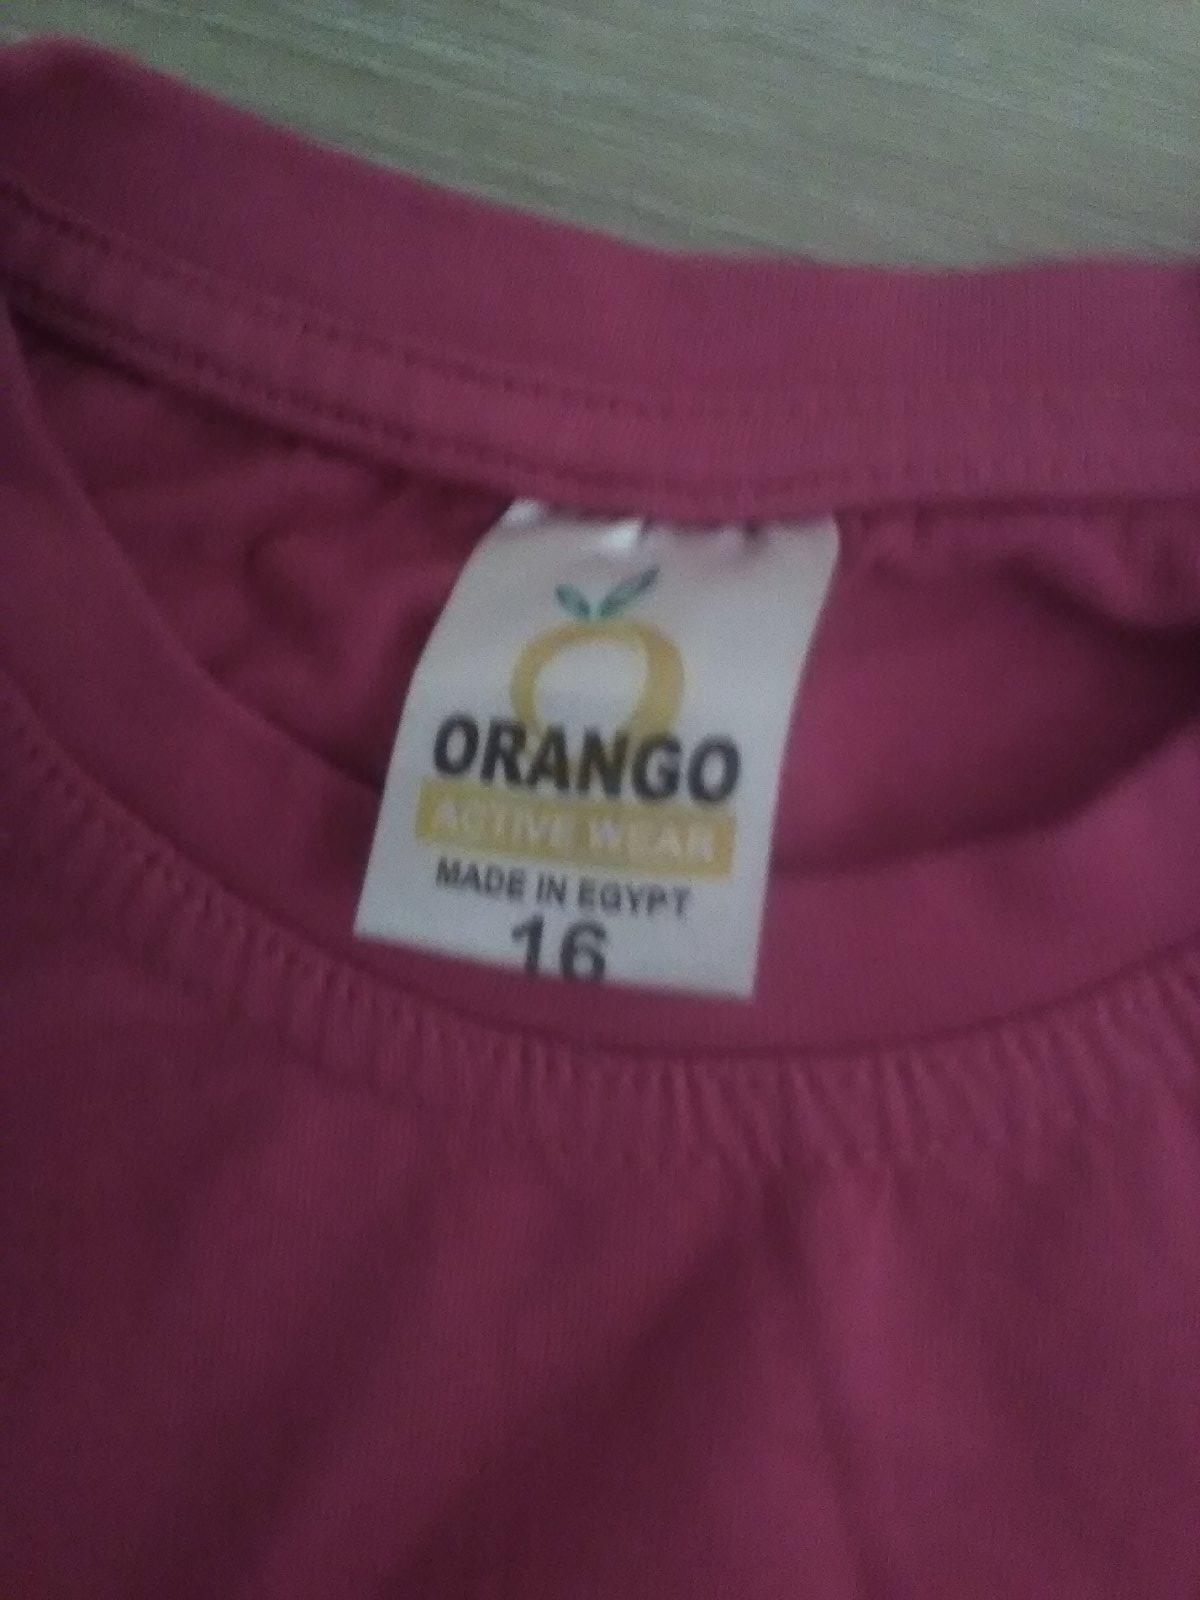 ORANGO
ACTIVE WEAR
MADE IN EGYPT
16